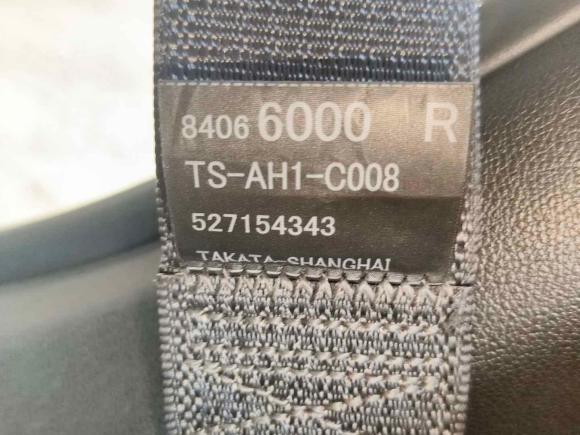 8406 6000 R
TS-AH1-C008
527154343
TAKATA-SHANGHAI